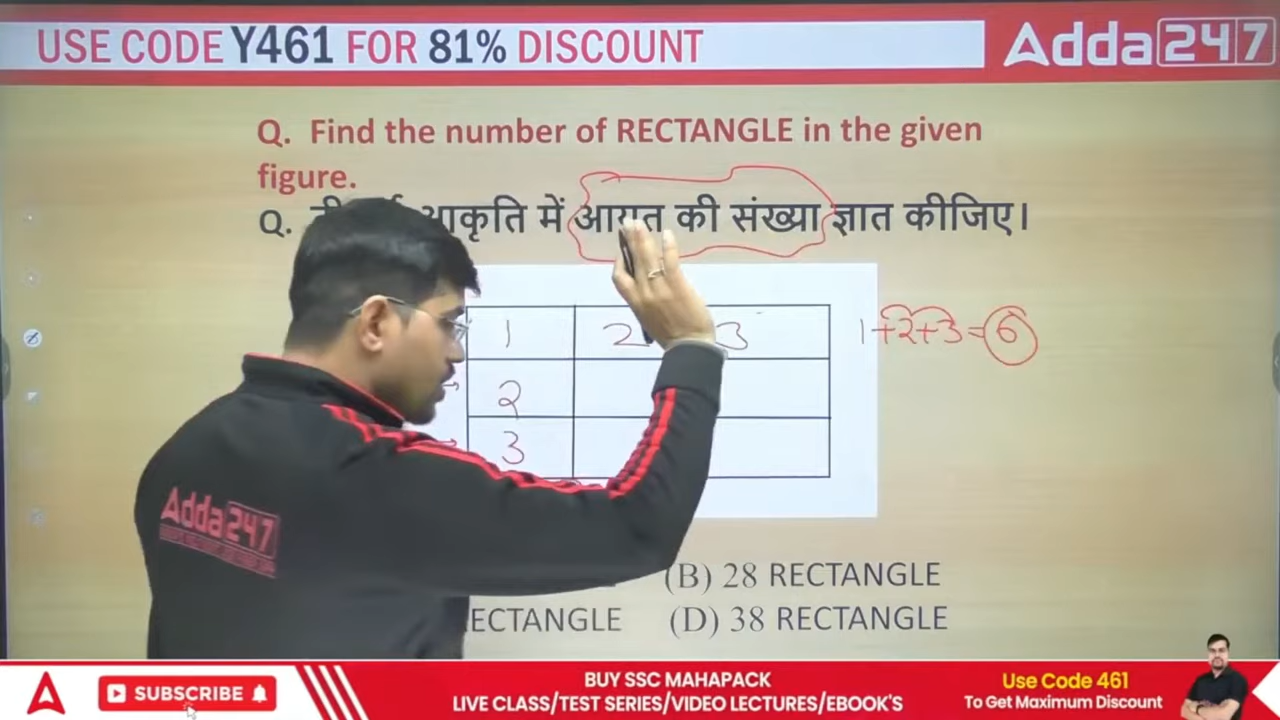 USE CODE Y461 FOR 81% DISCOUNT
Adda247
Q. Find the number of RECTANGLE in the given
figure.
Q. आकृति में आयत की संख्या ज्ञात कीजिए।
1 2 3
1+2+3=6
2
3
Adda247
(B) 28 RECTANGLE
(D) 38 RECTANGLE
SUBSCRIBE
BUY SSC MAHAPACK
LIVE CLASS/TEST SERIES/VIDEO LECTURES/EBOOK'S
Use Code 461
To Get Maximum Discount